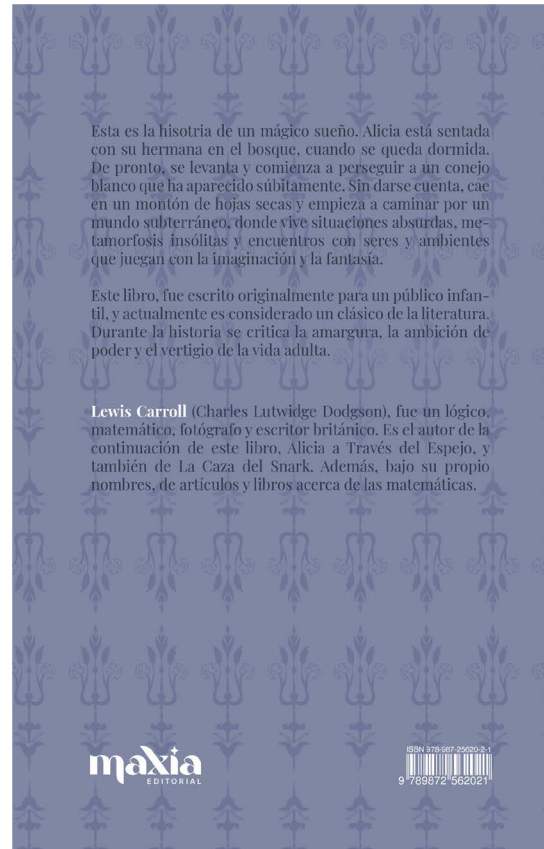 Esta es la hisotria de un mágico sueño. Alicia está sentada
con su hermana en el bosque, cuando se queda dormida.
De pronto, se levanta y comienza a perseguir a un conejo
blanco que ha aparecido súbitamente. Sin darse cuenta, cae
en un montón de hojas secas y empieza a caminar por un
mundo subterráneo, donde vive situaciones absurdas, me-
tamorfosis insólitas y encuentros con seres y ambientes
que juegan con la imaginación y la fantasía.
Este libro, fue escrito originalmente para un público infan-
til, y actualmente es considerado un clásico de la literatura.
Durante la historia se critica la amargura, la ambición de
poder y el vertigio de la vida adulta.
Lewis Carroll (Charles Lutwidge Dodgson), fue un lógico,
matemático, fotógrafo y escritor británico. Es el autor de la
continuación de este libro, Alicia a Través del Espejo, y
también de La Caza del Snark. Además, bajo su propio
nombres, de artículos y libros acerca de las matemáticas.
maxia
EDITORIAL
ISBN 978-987-25620-2-1
9 789872 562021